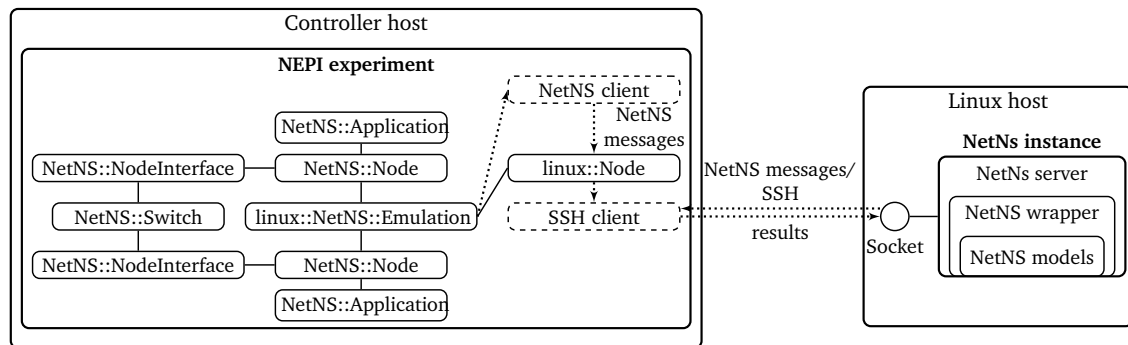 Controller host
NEPI experiment
NetNS client
NetNS
messages
NetNS::Application
NetNS::NodeInterface
NetNS::Node
linux::Node
NetNS::Switch
linux::NetNS::Emulation
SSH client
NetNS::NodeInterface
NetNS::Node
NetNS::Application
NetNS messages/
SSH
results
Linux host
NetNs instance
NetNs server
NetNS wrapper
NetNS models
Socket